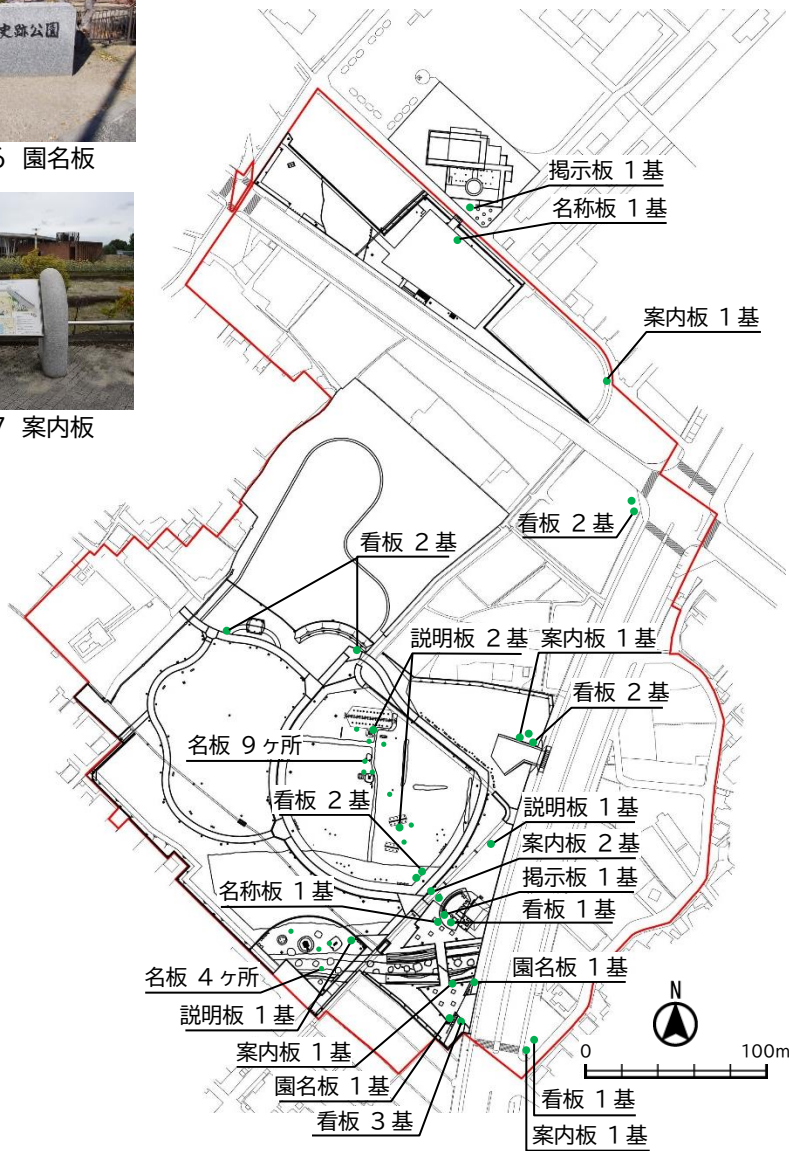 史跡公園
園名板
案内板
掲示板 1基
名称板 1基
案内板 1基
看板 2基
看板 2基
説明板 2基 案内板 1基
看板 2基
名板 9ヶ所
看板 2基
説明板 1基
案内板 2基
掲示板 1基
名称板 1基
看板 1基
名板 4ヶ所
園名板 1基
説明板 1基
案内板 1基
園名板 1基
看板 3基
N
0 100m
看板 1基
案内板 1基